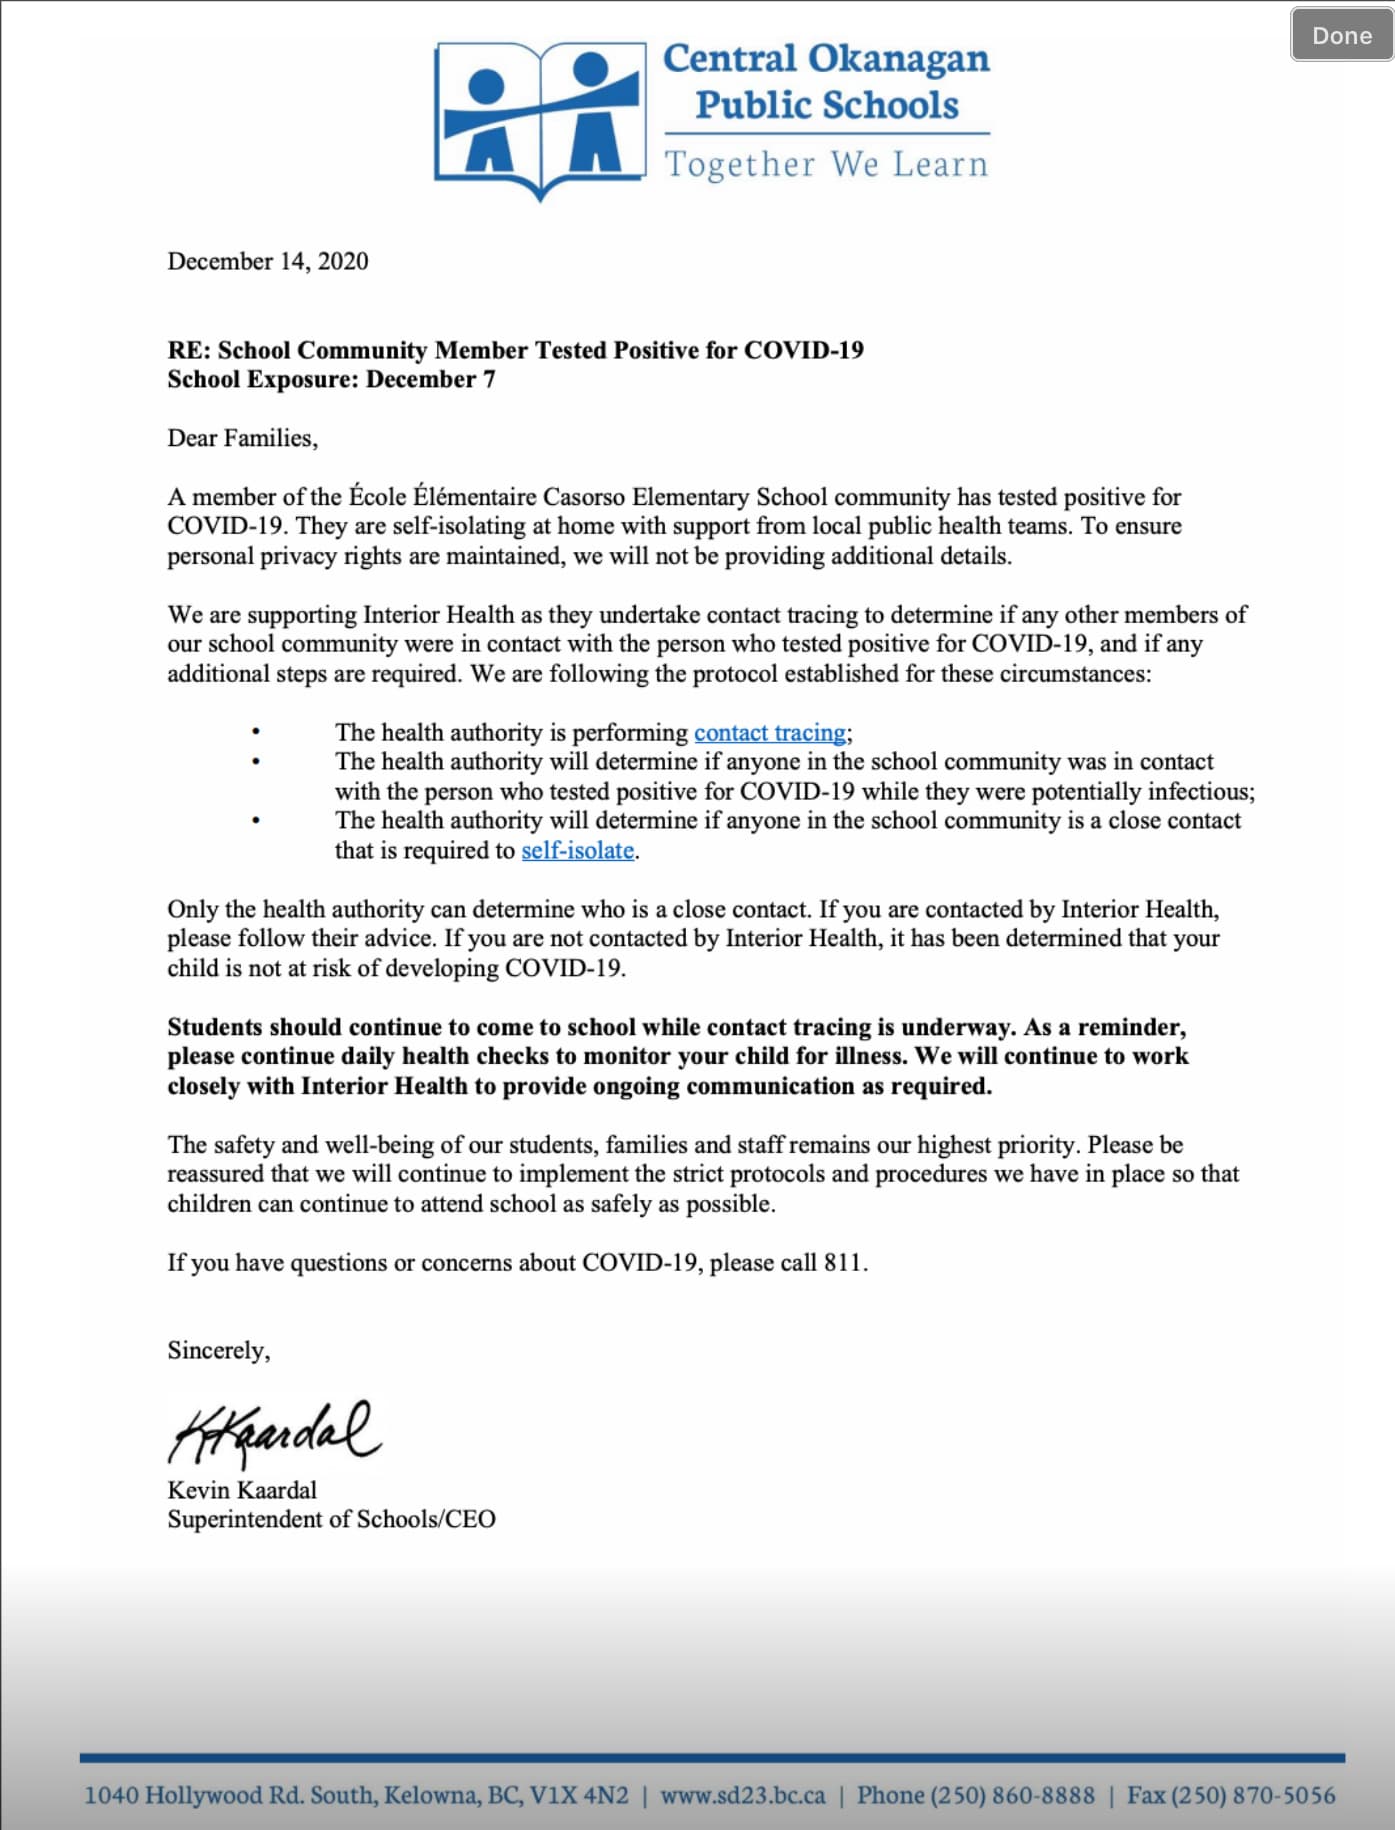 Done
Central Okanagan
Public Schools
Together We Learn
December 14, 2020
RE: School Community Member Tested Positive for COVID-19
School Exposure: December 7
Dear Families,
A member of the École Élémentaire Casorso Elementary School community has tested positive for
COVID-19. They are self-isolating at home with support from local public health teams. To ensure
personal privacy rights are maintained, we will not be providing additional details.
We are supporting Interior Health as they undertake contact tracing to determine if any other members of
our school community were in contact with the person who tested positive for COVID-19, and if any
additional steps are required. We are following the protocol established for these circumstances:
• The health authority is performing contact tracing;
• The health authority will determine if anyone in the school community was in contact
with the person who tested positive for COVID-19 while they were potentially infectious;
• The health authority will determine if anyone in the school community is a close contact
that is required to self-isolate.
Only the health authority can determine who is a close contact. If you are contacted by Interior Health,
please follow their advice. If you are not contacted by Interior Health, it has been determined that your
child is not at risk of developing COVID-19.
Students should continue to come to school while contact tracing is underway. As a reminder,
please continue daily health checks to monitor your child for illness. We will continue to work
closely with Interior Health to provide ongoing communication as required.
The safety and well-being of our students, families and staff remains our highest priority. Please be
reassured that we will continue to implement the strict protocols and procedures we have in place so that
children can continue to attend school as safely as possible.
If you have questions or concerns about COVID-19, please call 811.
Sincerely,
KKaardal
Kevin Kaardal
Superintendent of Schools/CEO
1040 Hollywood Rd. South, Kelowna, BC, V1X 4N2 | www.sd23.bc.ca | Phone (250) 860-8888 | Fax (250) 870-5056